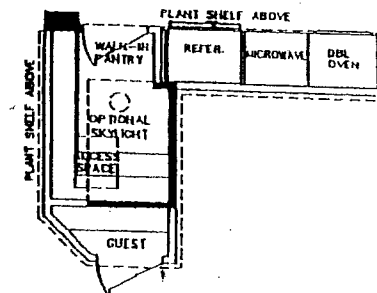 PLANT SHELF ABOVE
WALK-IN
PANTRY
REFER.
MICROWAVE
DBL
OVEN
PLANT SHELF ABOVE
OPTIONAL
SKYLIGHT
ACCESS
SPACE
GUEST